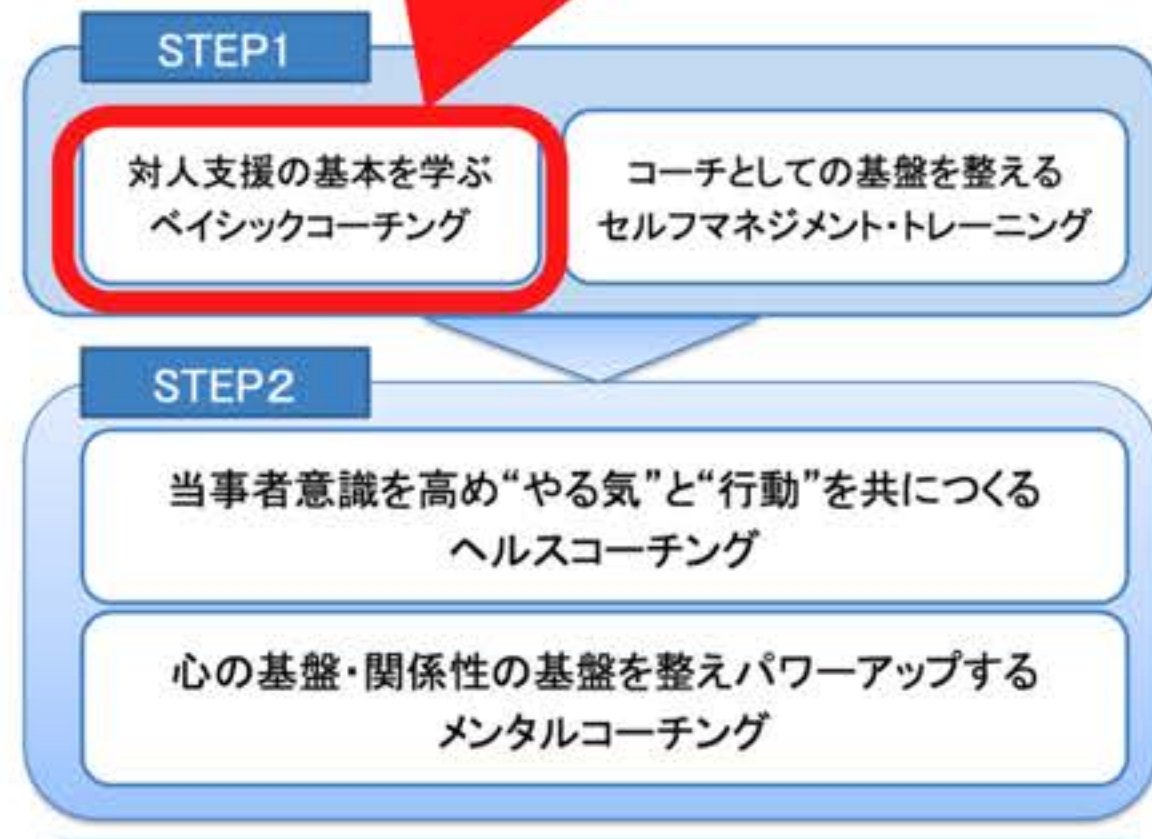 STEP1
対人支援の基本を学ぶ
ベイシックコーチング
コーチとしての基盤を整える
セルフマネジメント・トレーニング
STEP2
当事者意識を高め“やる気”と“行動”を共につくる
ヘルスコーチング
心の基盤・関係性の基盤を整えパワーアップする
メンタルコーチング